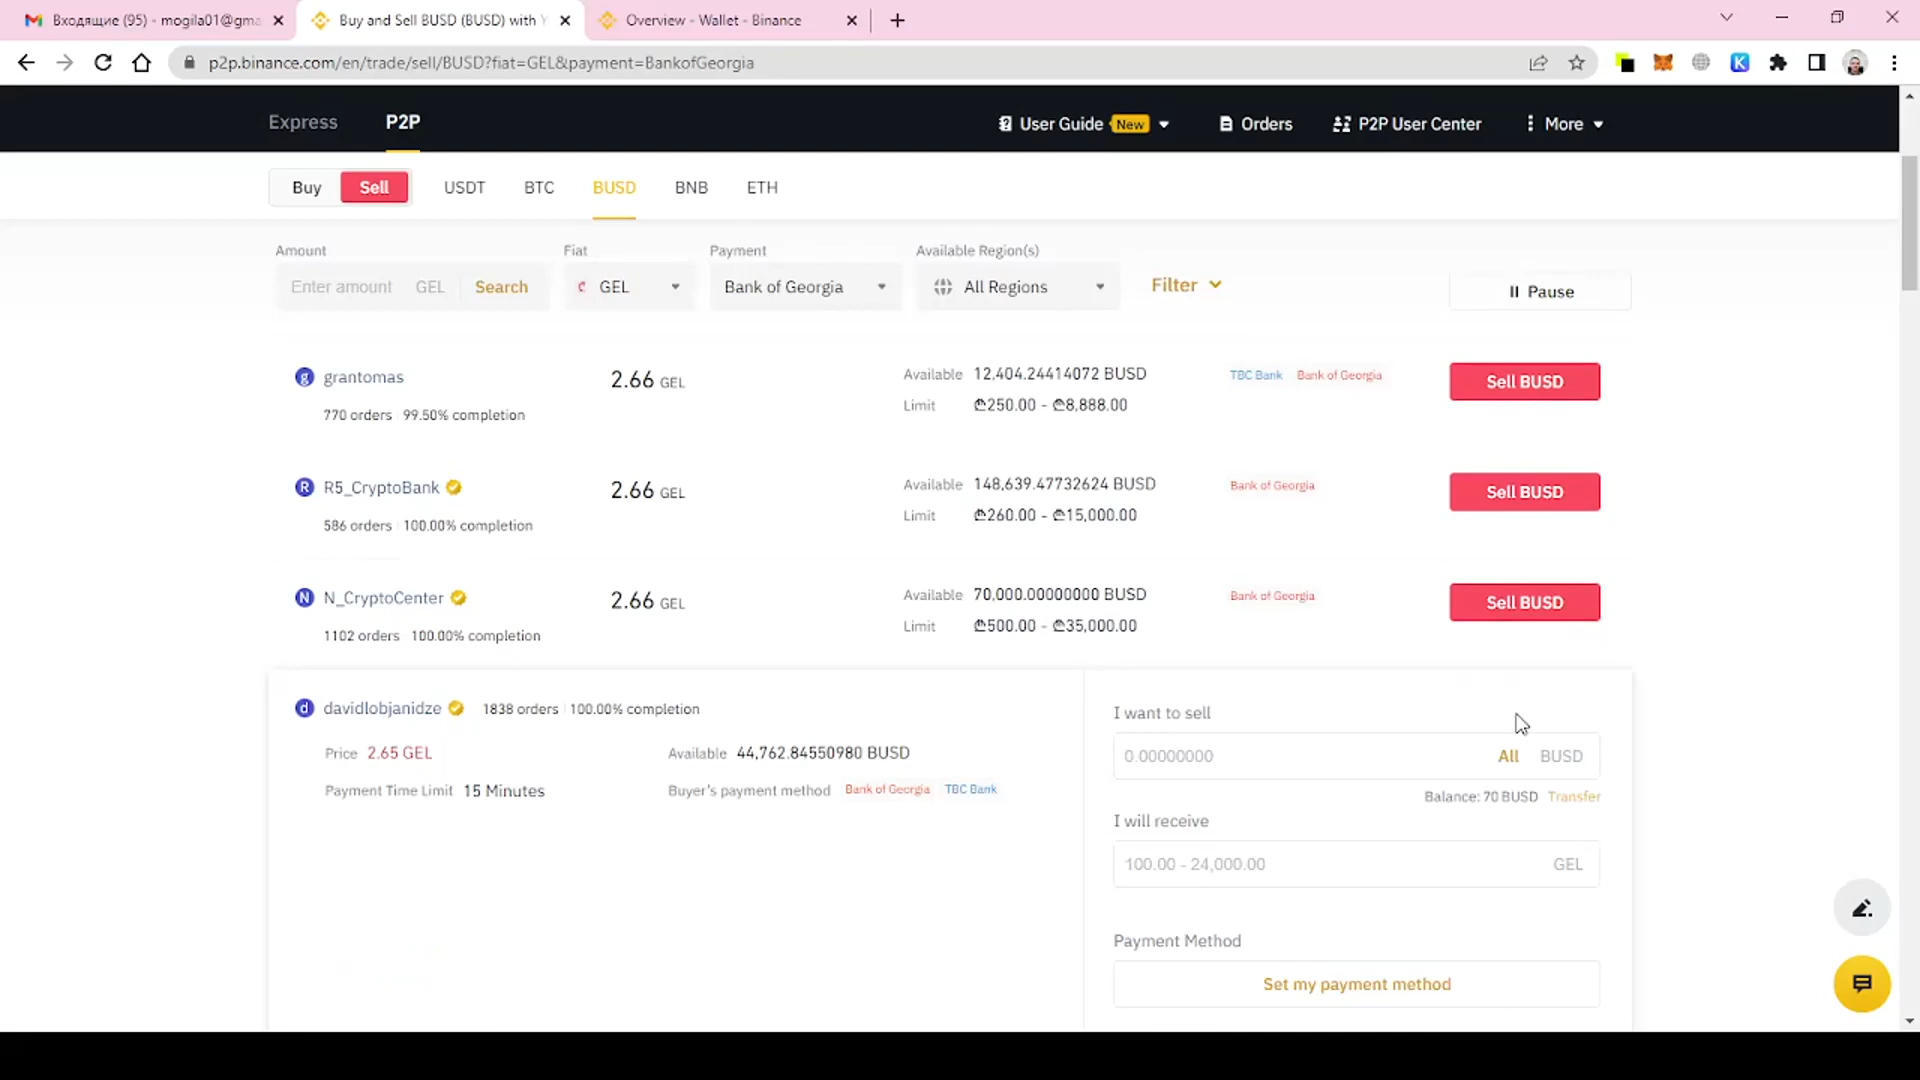 Входящие (95) - mogila01@gma
Buy and Sell BUSD (BUSD) with Y
Overview - Wallet - Binance
p2p.binance.com/en/trade/sell/BUSD?fiat=GEL&payment=BankofGeorgia
Express P2P User Guide New Orders P2P User Center More
Buy Sell USDT BTC BUSD BNB ETH
Amount Fiat Payment Available Region(s)
Enter amount GEL Search GEL Bank of Georgia All Regions Filter Pause
grantomas 2.66 GEL Available 12,404.24414072 BUSD TBC Bank Bank of Georgia Sell BUSD
770 orders 99.50% completion Limit ₾250.00 - ₾8,888.00
R5_CryptoBank 2.66 GEL Available 148,639.47732624 BUSD Bank of Georgia Sell BUSD
586 orders 100.00% completion Limit ₾260.00 - ₾15,000.00
N_CryptoCenter 2.66 GEL Available 70,000.00000000 BUSD Bank of Georgia Sell BUSD
1102 orders 100.00% completion Limit ₾500.00 - ₾35,000.00
davidlobjanidze 1838 orders 100.00% completion
Price 2.65 GEL Available 44,762.84550980 BUSD
Payment Time Limit 15 Minutes Buyer's payment method Bank of Georgia TBC Bank
I want to sell
0.00000000 All BUSD
Balance: 70 BUSD Transfer
I will receive
100.00 - 24,000.00 GEL
Payment Method
Set my payment method